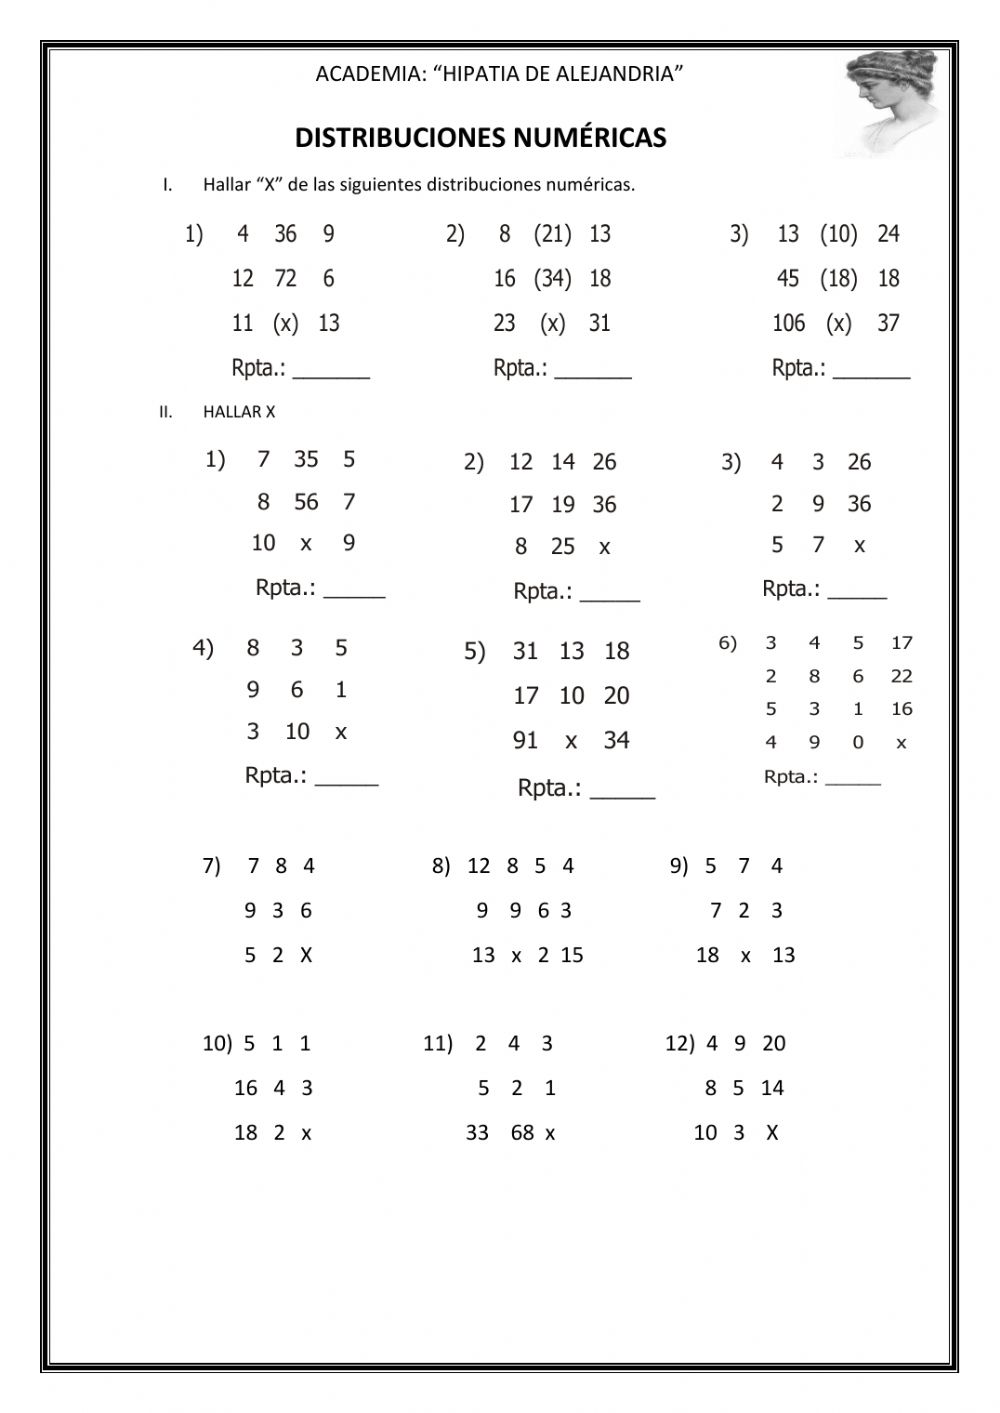 ACADEMIA: “HIPATIA DE ALEJANDRIA”
DISTRIBUCIONES NUMÉRICAS
I. Hallar “X” de las siguientes distribuciones numéricas.
1) 4 36 9
12 72 6
11 (x) 13
Rpta.: _______
2) 8 (21) 13
16 (34) 18
23 (x) 31
Rpta.: _______
3) 13 (10) 24
45 (18) 18
106 (x) 37
Rpta.: _______
II. HALLAR X
1) 7 35 5
8 56 7
10 x 9
Rpta.: _____
2) 12 14 26
17 19 36
8 25 x
Rpta.: _____
3) 4 3 26
2 9 36
5 7 x
Rpta.: _____
4) 8 3 5
9 6 1
3 10 x
Rpta.: _____
5) 31 13 18
17 10 20
91 x 34
Rpta.: _____
6) 3 4 5 17
2 8 6 22
5 3 1 16
4 9 0 x
Rpta.: _____
7) 7 8 4
9 3 6
5 2 X
8) 12 8 5 4
9 9 6 3
13 x 2 15
9) 5 7 4
7 2 3
18 x 13
10) 5 1 1
16 4 3
18 2 x
11) 2 4 3
5 2 1
33 68 x
12) 4 9 20
8 5 14
10 3 X